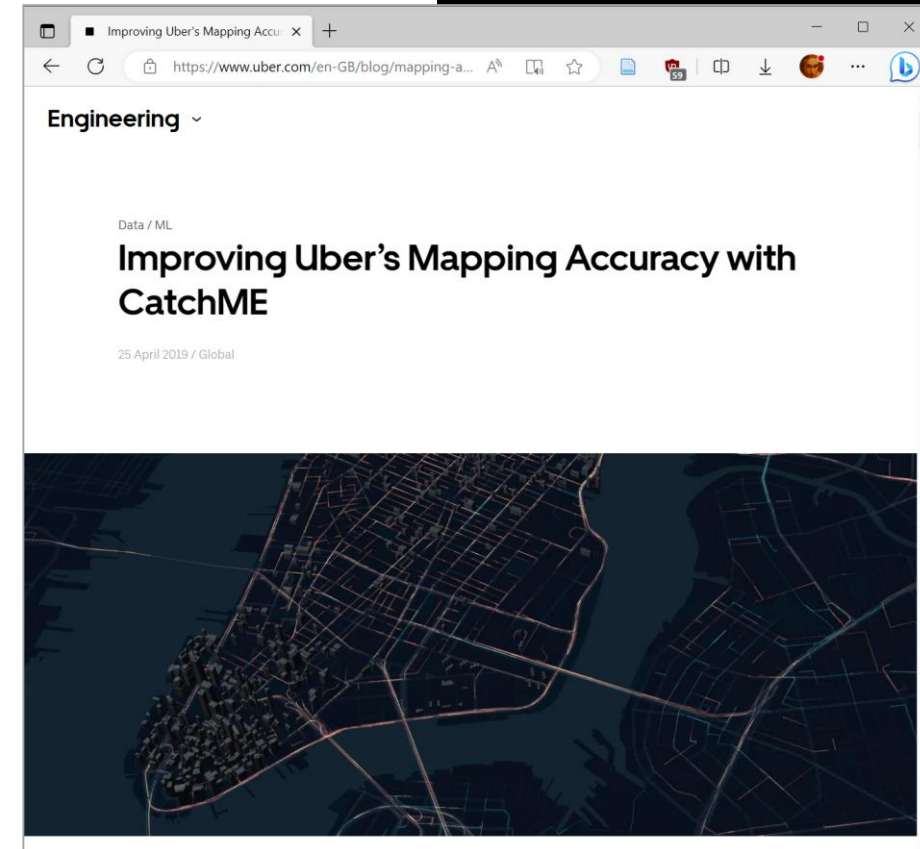 Improving Uber's Mapping Accu
https://www.uber.com/en-GB/blog/mapping-a...
59
Engineering
Data / ML
Improving Uber's Mapping Accuracy with
CatchME
25 April 2019 / Global